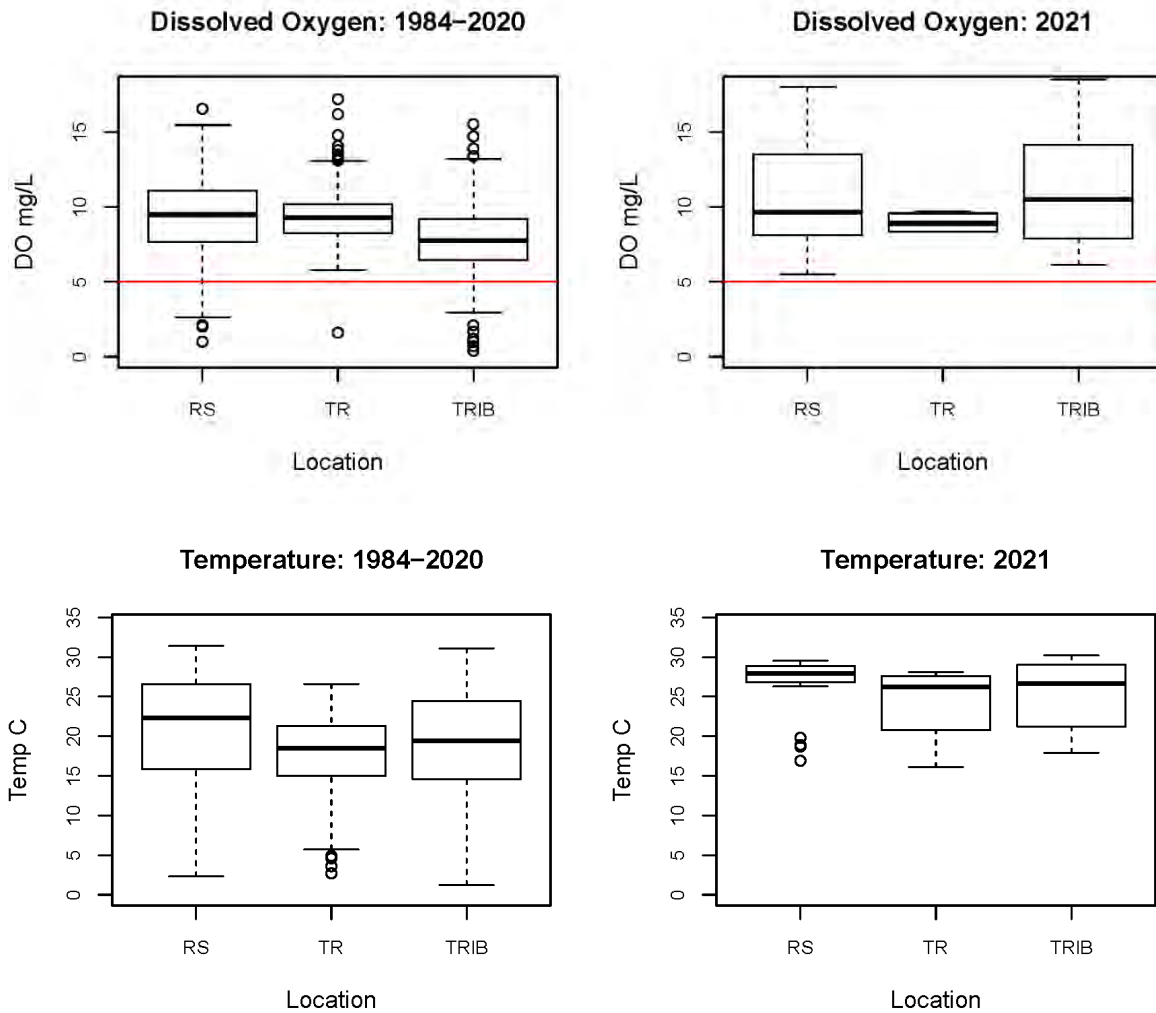 Dissolved Oxygen: 1984−2020
DO mg/L
15
10
5
0
RS TR TRIB
Location
Dissolved Oxygen: 2021
DO mg/L
15
10
5
0
RS TR TRIB
Location
Temperature: 1984−2020
Temp C
35
30
25
20
15
10
5
0
RS TR TRIB
Location
Temperature: 2021
Temp C
35
30
25
20
15
10
5
0
RS TR TRIB
Location